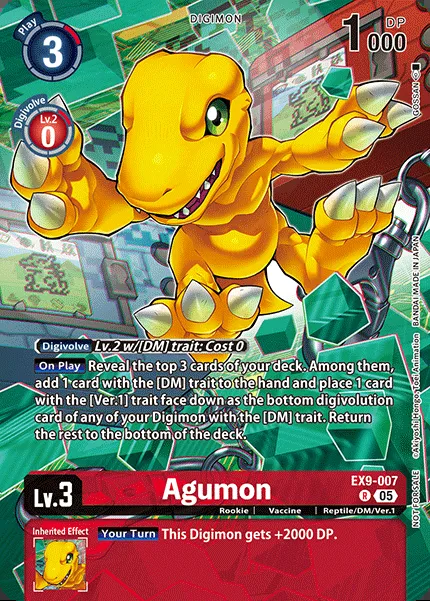 DIGIMON
Play
3
1000
DP
Digivolve
Lv.2
0
GOSSAN
BANDAI MADE IN JAPAN
©Akiyoshi Hongo, Toei Animation
NOT FOR SALE
Digivolve Lv.2 w/[DM] trait: Cost 0
On Play Reveal the top 3 cards of your deck. Among them,
add 1 card with the [DM] trait to the hand and place 1 card
with the [Ver.1] trait face down as the bottom digivolution
card of any of your Digimon with the [DM] trait. Return
the rest to the bottom of the deck.
Lv.3
Agumon
EX9-007
R 05
Rookie | Vaccine | Reptile/DM/Ver.1
Inherited Effect
Your Turn This Digimon gets +2000 DP.